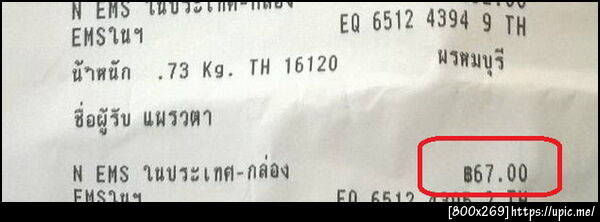 N EMS ในประเทศ-กล่อง
EMSในฯ EQ 6512 4394 9 TH
น้ำหนัก .73 Kg. TH 16120 พรหมบุรี
ชื่อผู้รับ แพรวตา
N EMS ในประเทศ-กล่อง ฿67.00
EMSในฯ EQ 6512 TH
[800x269]https://upic.me/